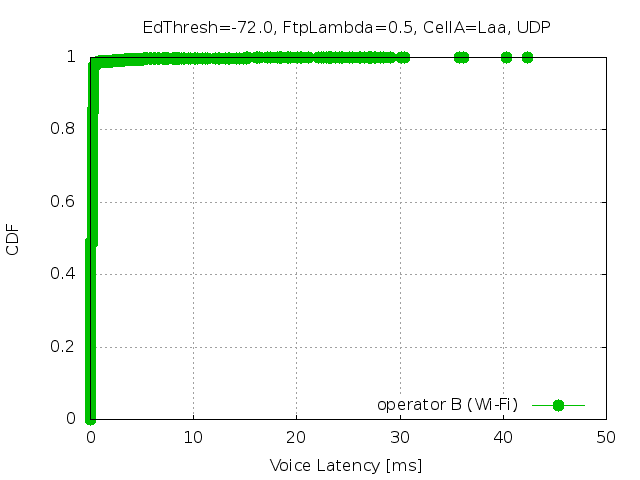 EdThresh=-72.0, FtpLambda=0.5, CellA=Laa, UDP
1
0.8
0.6
0.4
0.2
0
CDF
operator B (Wi-Fi)
0 10 20 30 40 50
Voice Latency [ms]